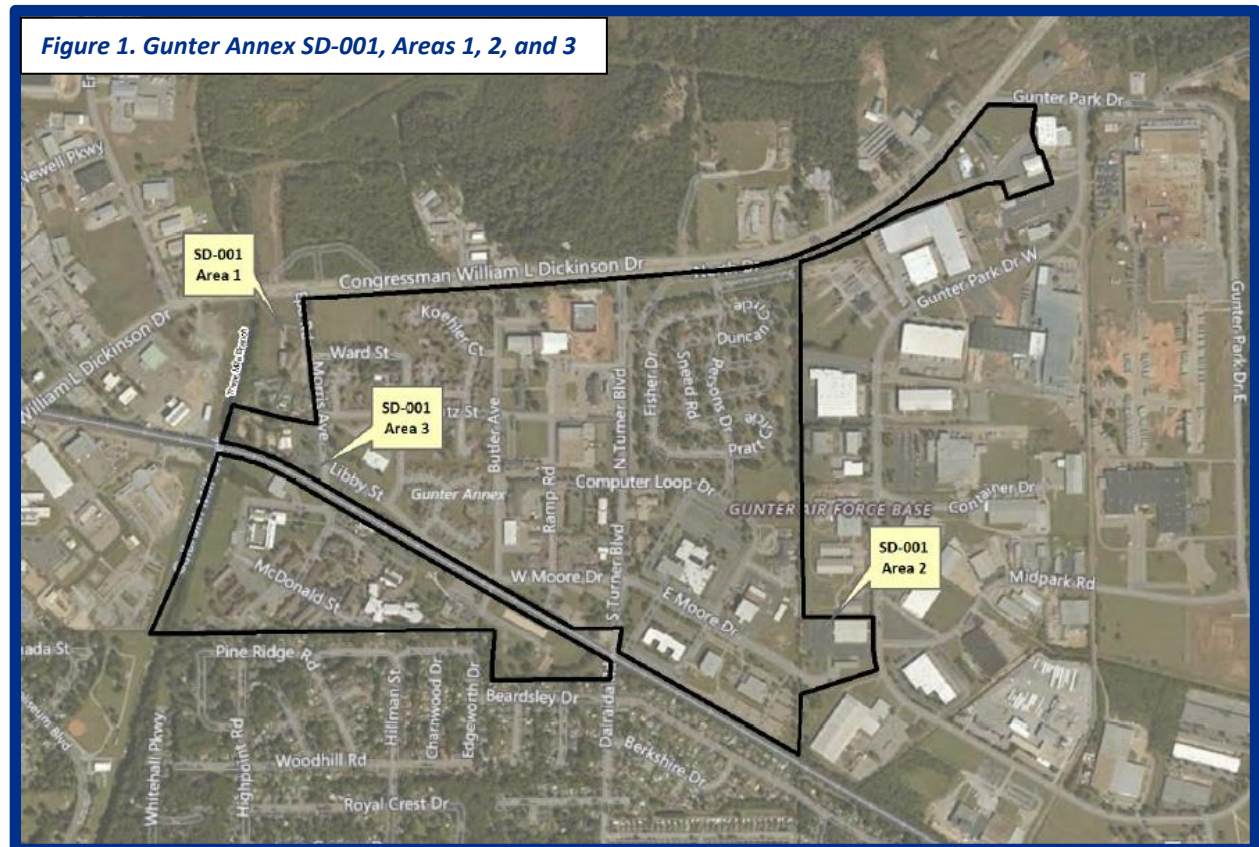 Figure 1. Gunter Annex SD-001, Areas 1, 2, and 3
Gunter Park Dr
Newell Pkwy
SD-001
Area 1
Congressman William L Dickinson Dr
North Dr
Gunter Park Dr W
Gunter Park Dr E
William L Dickinson Dr
Koehler Ct
Ward St
Morris Ave
SD-001
Area 3
Butler Ave
Fisher Dr
Snead Rd
Persons Dr
Duncan Circle
Pratt Circle
N Turner Blvd
Libby St
Gunter Annex
Ramp Rd
Computer Loop Dr
GUNTER AIR FORCE BASE
Container Dr
SD-001
Area 2
Midpark Rd
McDonald St
W Moore Dr
S Turner Blvd
E Moore Dr
Pine Ridge Rd
Beardsley Dr
Whitehall Pkwy
Highpoint Rd
Hillman St
Charnwood Dr
Edgeworth Dr
Woodhill Rd
Berkshire Dr
Royal Crest Dr